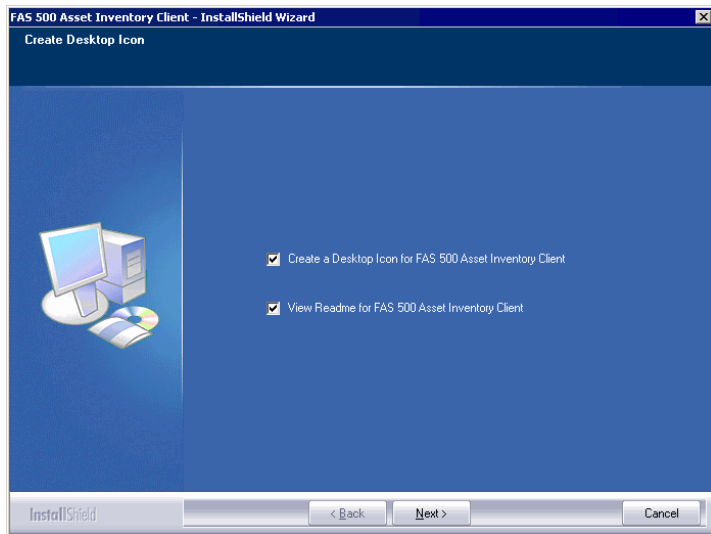 FAS 500 Asset Inventory Client - InstallShield Wizard
Create Desktop Icon
Create a Desktop Icon for FAS 500 Asset Inventory Client
View Readme for FAS 500 Asset Inventory Client
InstallShield
< Back
Next >
Cancel